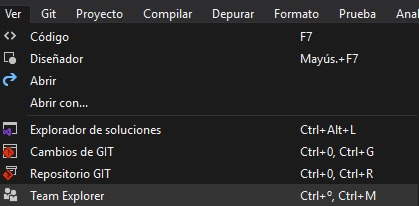 Ver Git Proyecto Compilar Depurar Formato Prueba Anal
Código F7
Diseñador Mayús.+F7
Abrir
Abrir con...
Explorador de soluciones Ctrl+Alt+L
Cambios de GIT Ctrl+0, Ctrl+G
Repositorio GIT Ctrl+0, Ctrl+R
Team Explorer Ctrl+º, Ctrl+M